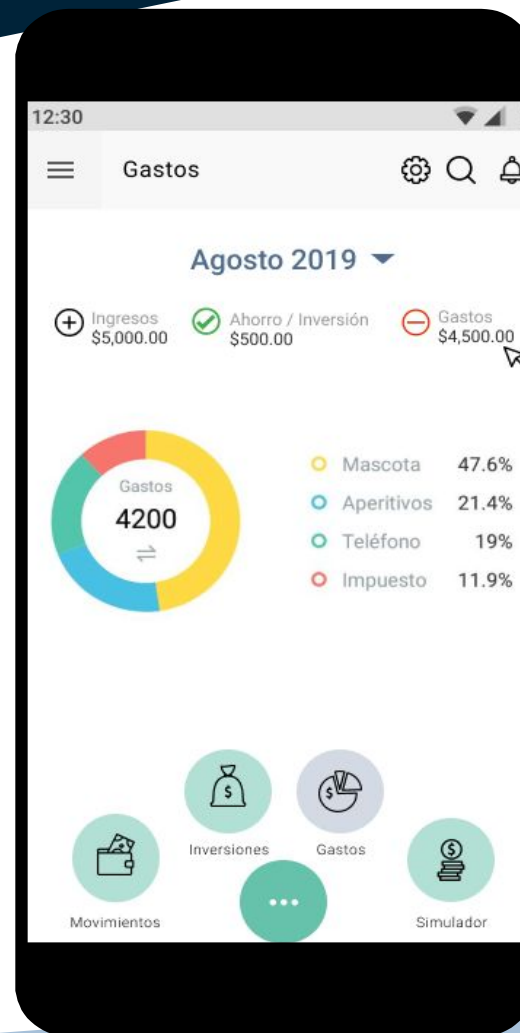 12:30
Gastos
Agosto 2019
Ingresos
$5,000.00
Ahorro / Inversión
$500.00
Gastos
$4,500.00
Gastos
4200
Mascota 47.6%
Aperitivos 21.4%
Teléfono 19%
Impuesto 11.9%
$
$
Inversiones
Gastos
$
Movimientos
Simulador